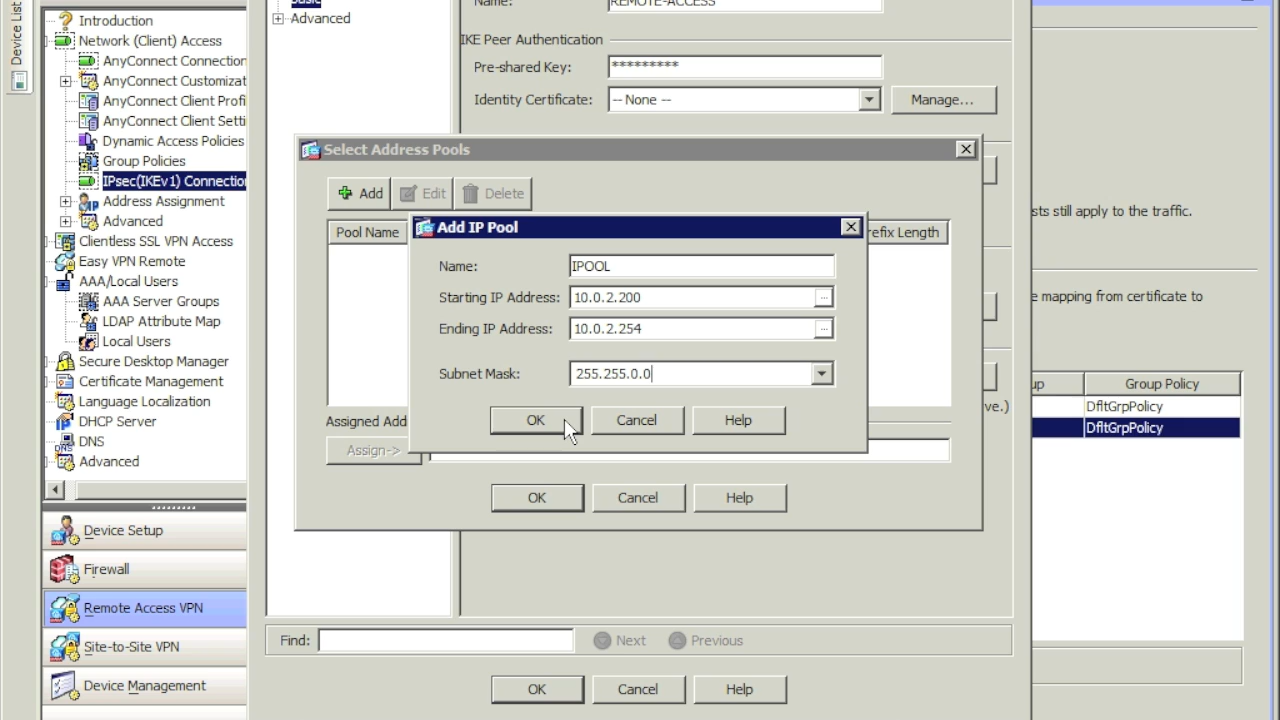 Device List
Introduction
Network (Client) Access
AnyConnect Connection
AnyConnect Customizat
AnyConnect Client Profi
AnyConnect Client Setti
Dynamic Access Policies
Group Policies
IPsec(IKEv1) Connection
Address Assignment
Advanced
Clientless SSL VPN Access
Easy VPN Remote
AAA/Local Users
AAA Server Groups
LDAP Attribute Map
Local Users
Secure Desktop Manager
Certificate Management
Language Localization
DHCP Server
DNS
Advanced
Device Setup
Firewall
Remote Access VPN
Site-to-Site VPN
Device Management
Basic
Advanced
Name: REMOTE-ACCESS
IKE Peer Authentication
Pre-shared Key: *********
Identity Certificate: -- None -- Manage...
Select Address Pools
Add Edit Delete
Pool Name refix Length
Add IP Pool
Name: IPOOL
Starting IP Address: 10.0.2.200 ...
Ending IP Address: 10.0.2.254 ...
Subnet Mask: 255.255.0.0
OK Cancel Help
Assigned Add
Assign->
OK Cancel Help
Find: Next Previous
OK Cancel Help
sts still apply to the traffic.
e mapping from certificate to
up Group Policy
ve.) DfltGrpPolicy
DfltGrpPolicy